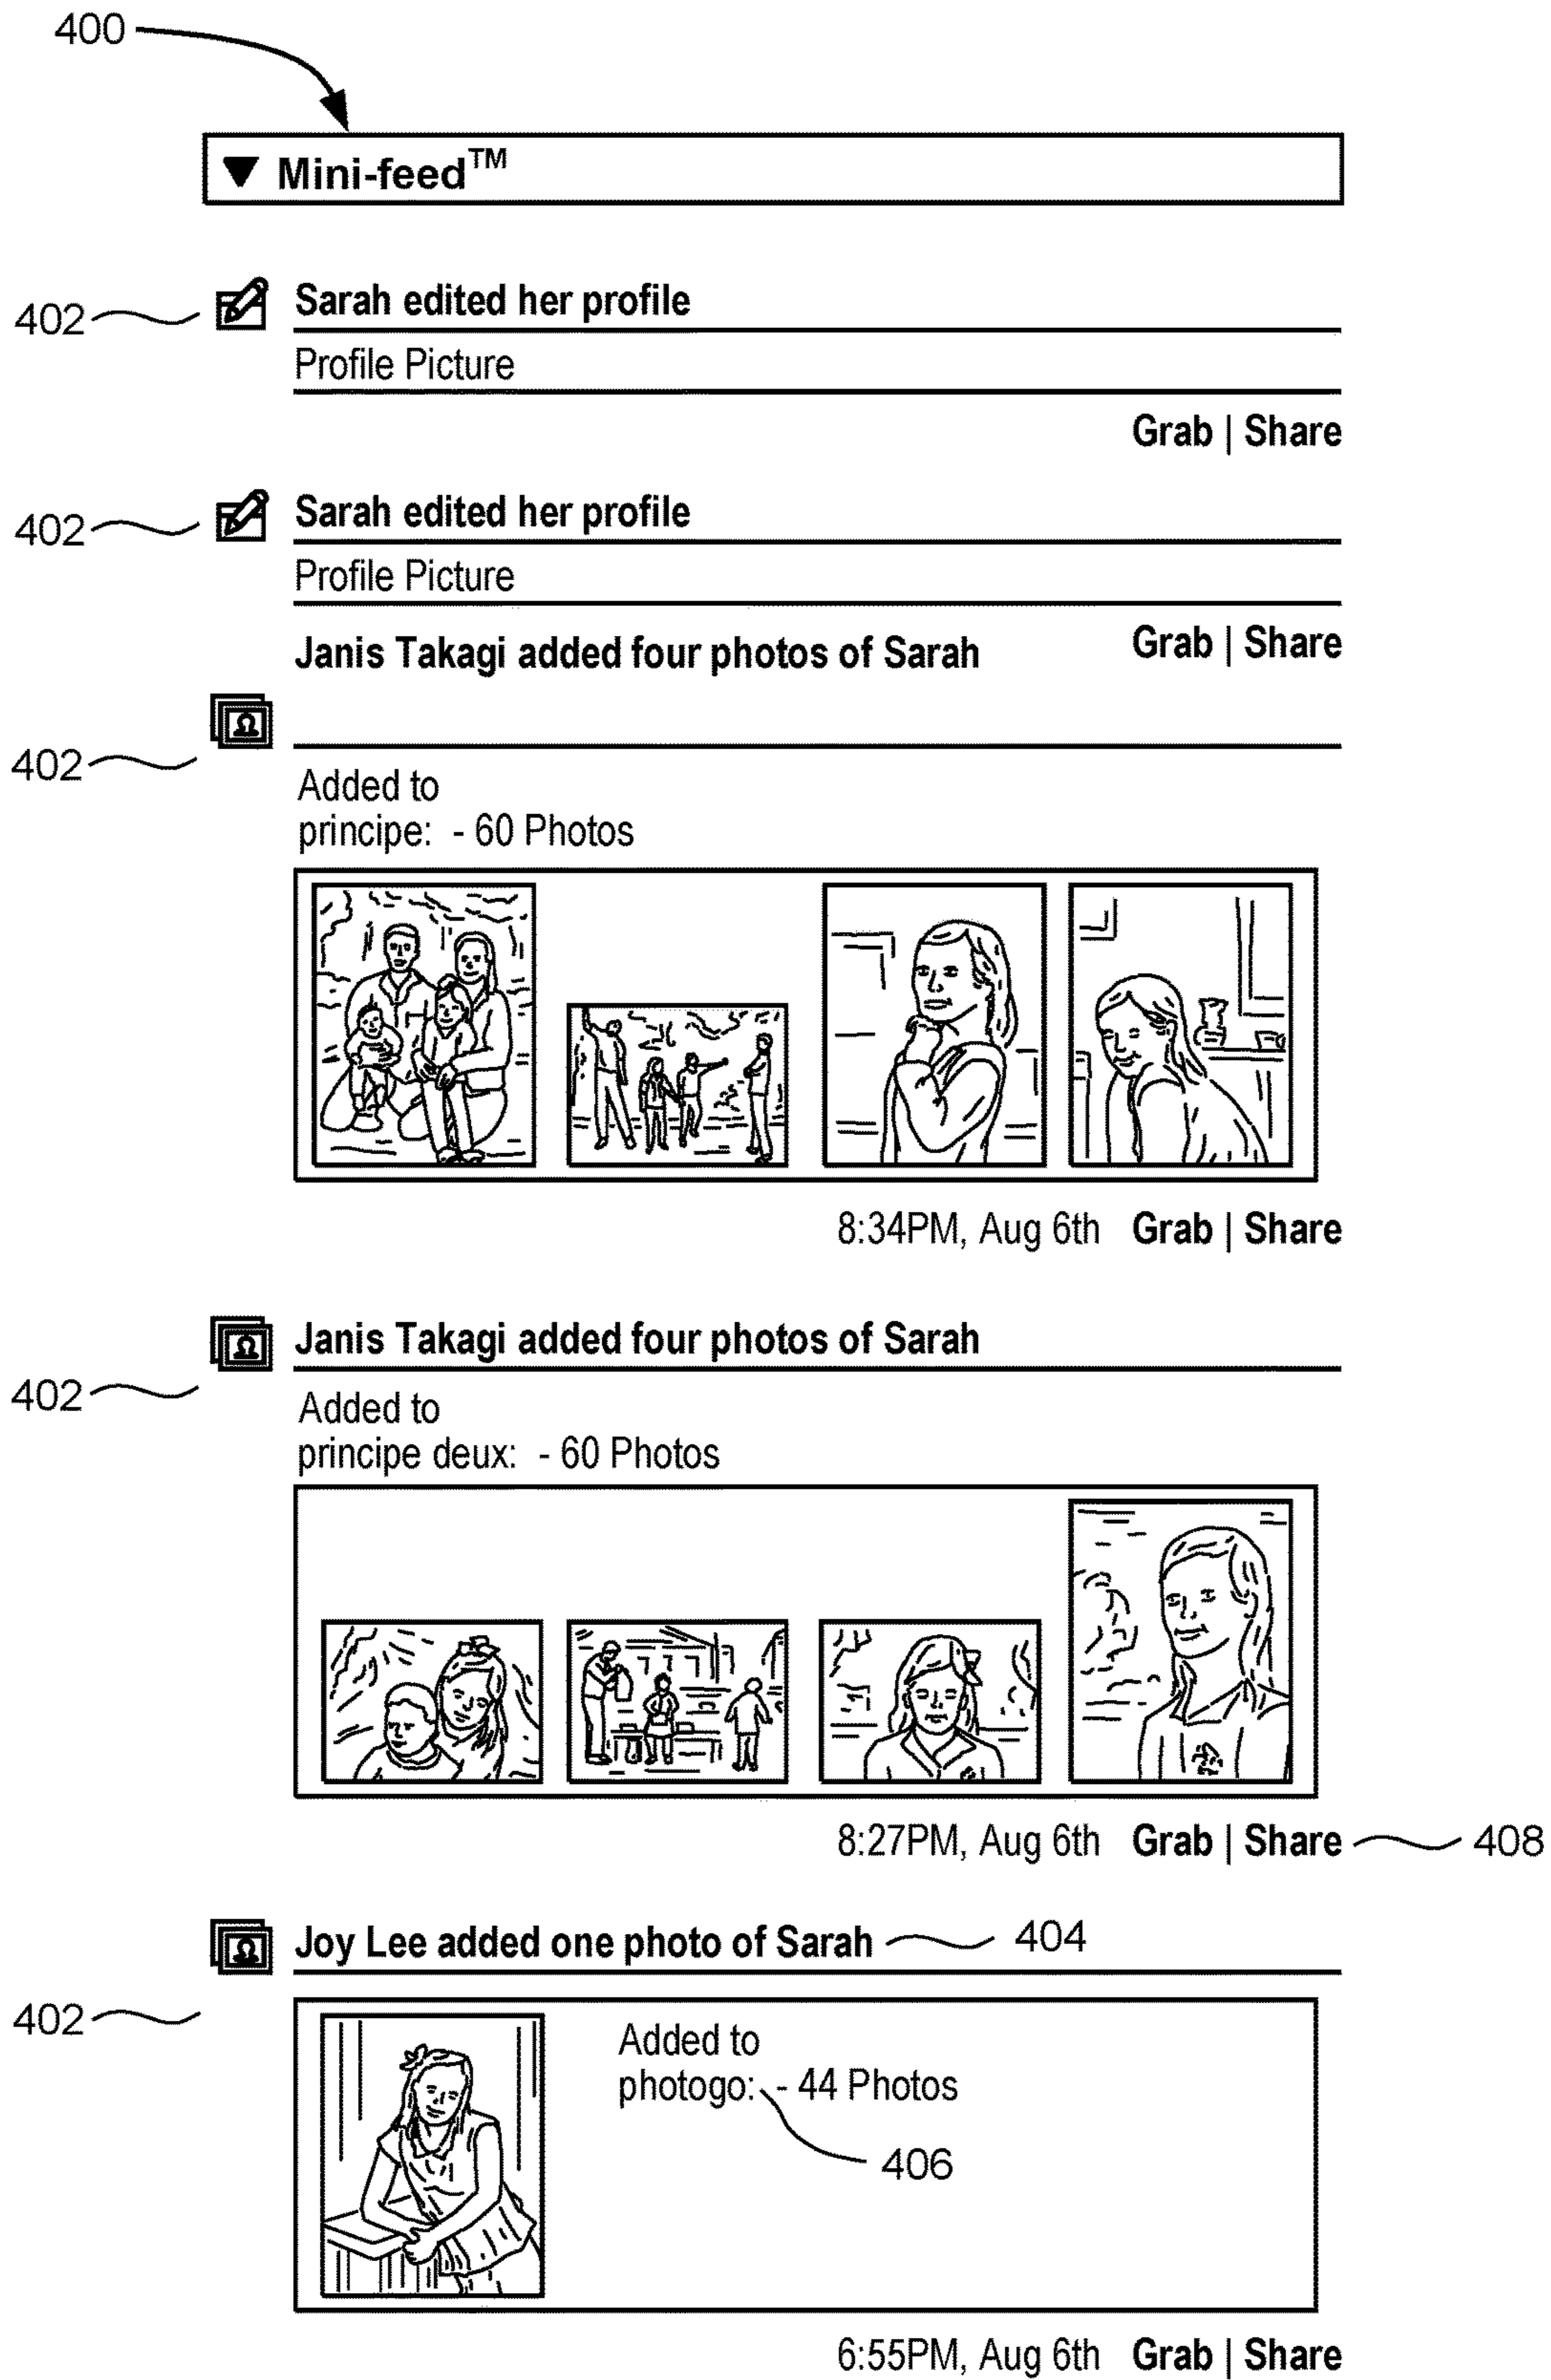 400
▼ Mini-feed™
402
Sarah edited her profile
Profile Picture
Grab | Share
402
Sarah edited her profile
Profile Picture
Grab | Share
Janis Takagi added four photos of Sarah
402
Added to
principe: - 60 Photos
8:34PM, Aug 6th Grab | Share
Janis Takagi added four photos of Sarah
402
Added to
principe deux: - 60 Photos
8:27PM, Aug 6th Grab | Share 408
Joy Lee added one photo of Sarah 404
402
Added to
photogo: - 44 Photos
406
6:55PM, Aug 6th Grab | Share